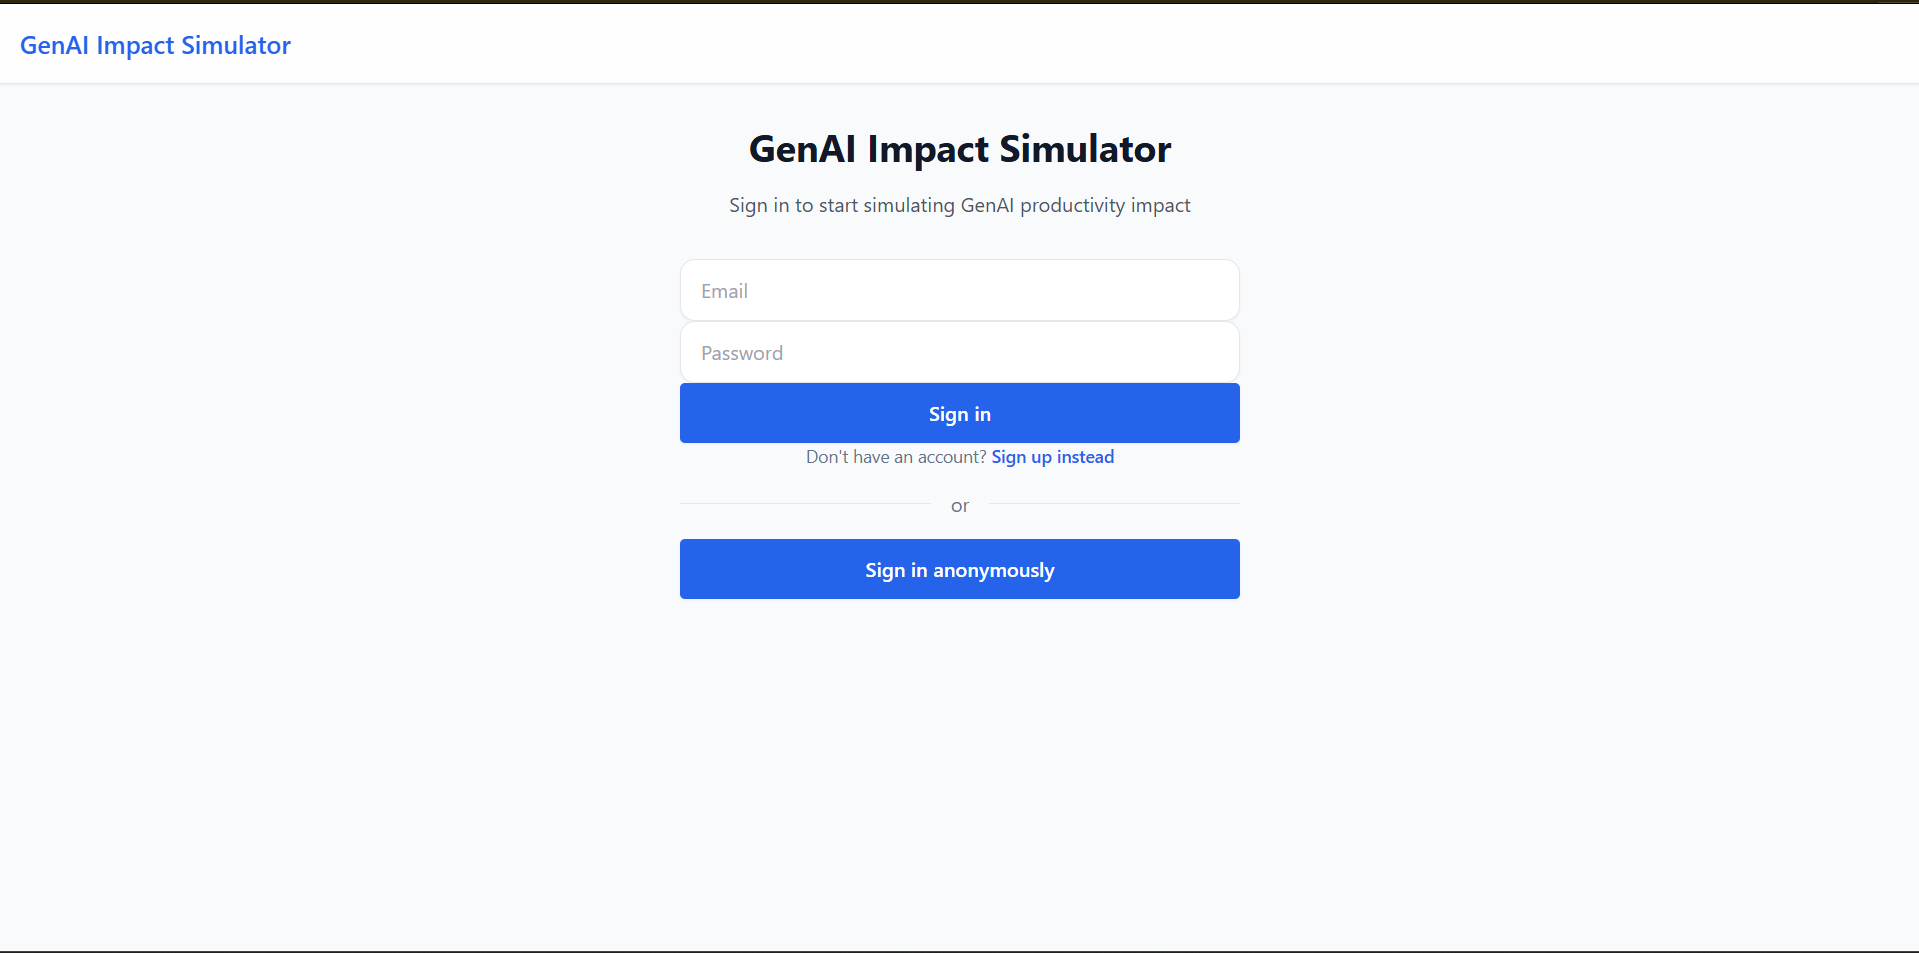 GenAI Impact Simulator
GenAI Impact Simulator
Sign in to start simulating GenAI productivity impact
Email
Password
Sign in
Don't have an account? Sign up instead
or
Sign in anonymously